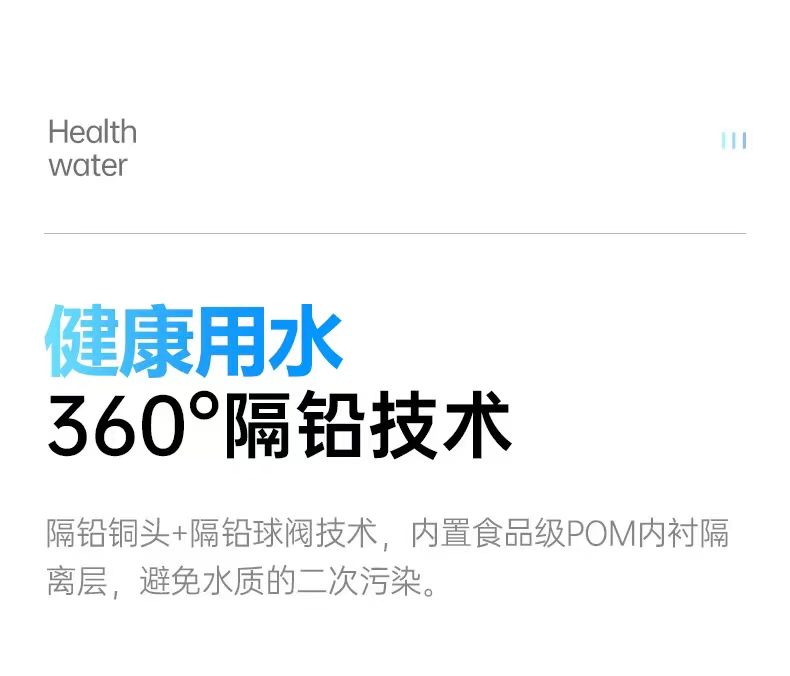 Health
water
健康用水
360°隔铅技术
隔铅铜头+隔铅球阀技术，内置食品级POM内衬隔
离层，避免水质的二次污染。